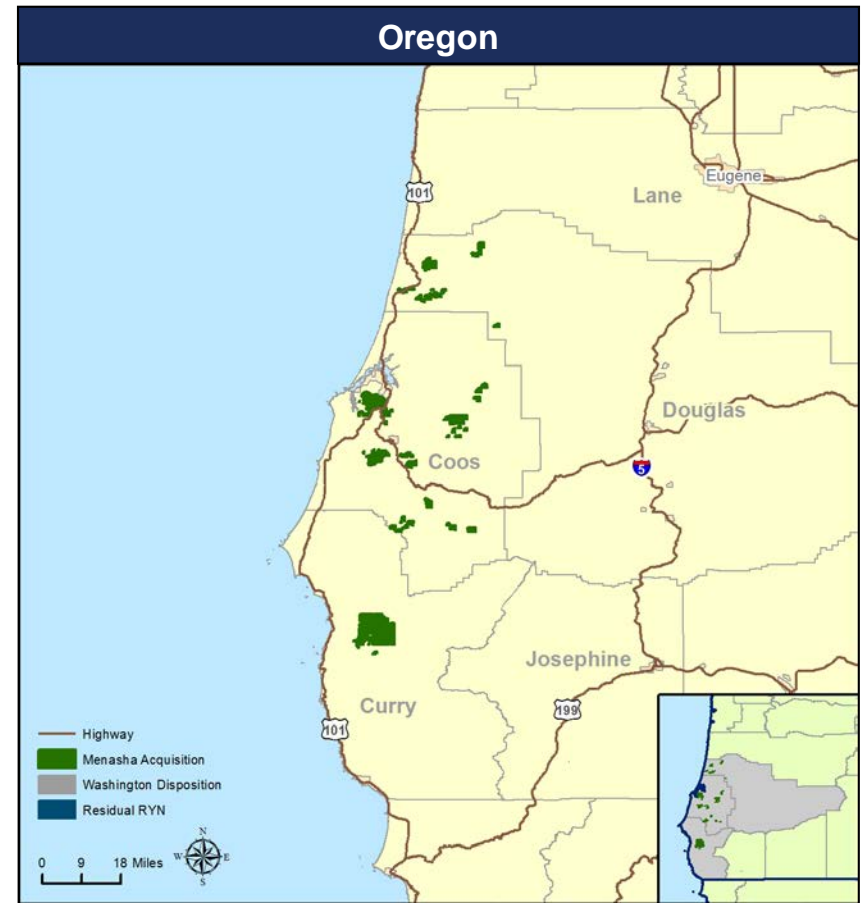 Oregon
Eugene
Lane
101
Douglas
Coos
5
Josephine
Curry
199
101
Highway
Menasha Acquisition
Washington Disposition
Residual RYN
N
W E
S
0 9 18 Miles